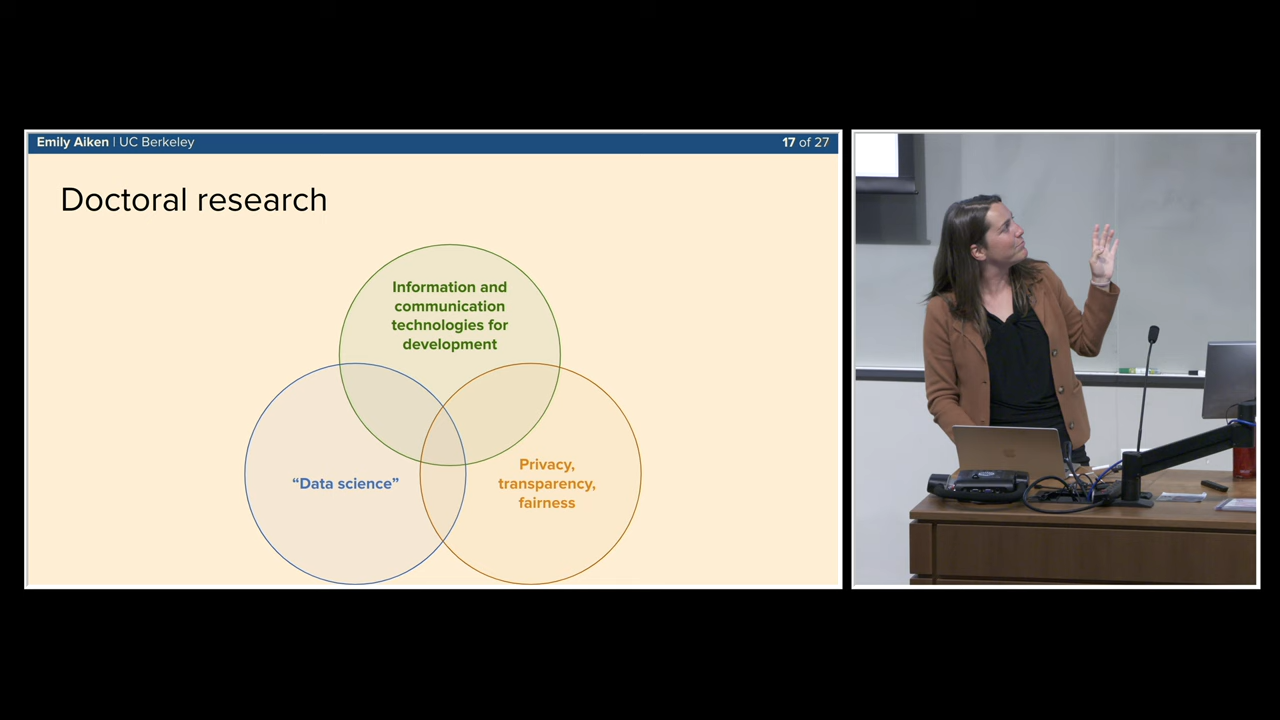 Emily Aiken | UC Berkeley
17 of 27
Doctoral research
Information and
communication
technologies for
development
“Data science”
Privacy,
transparency,
fairness